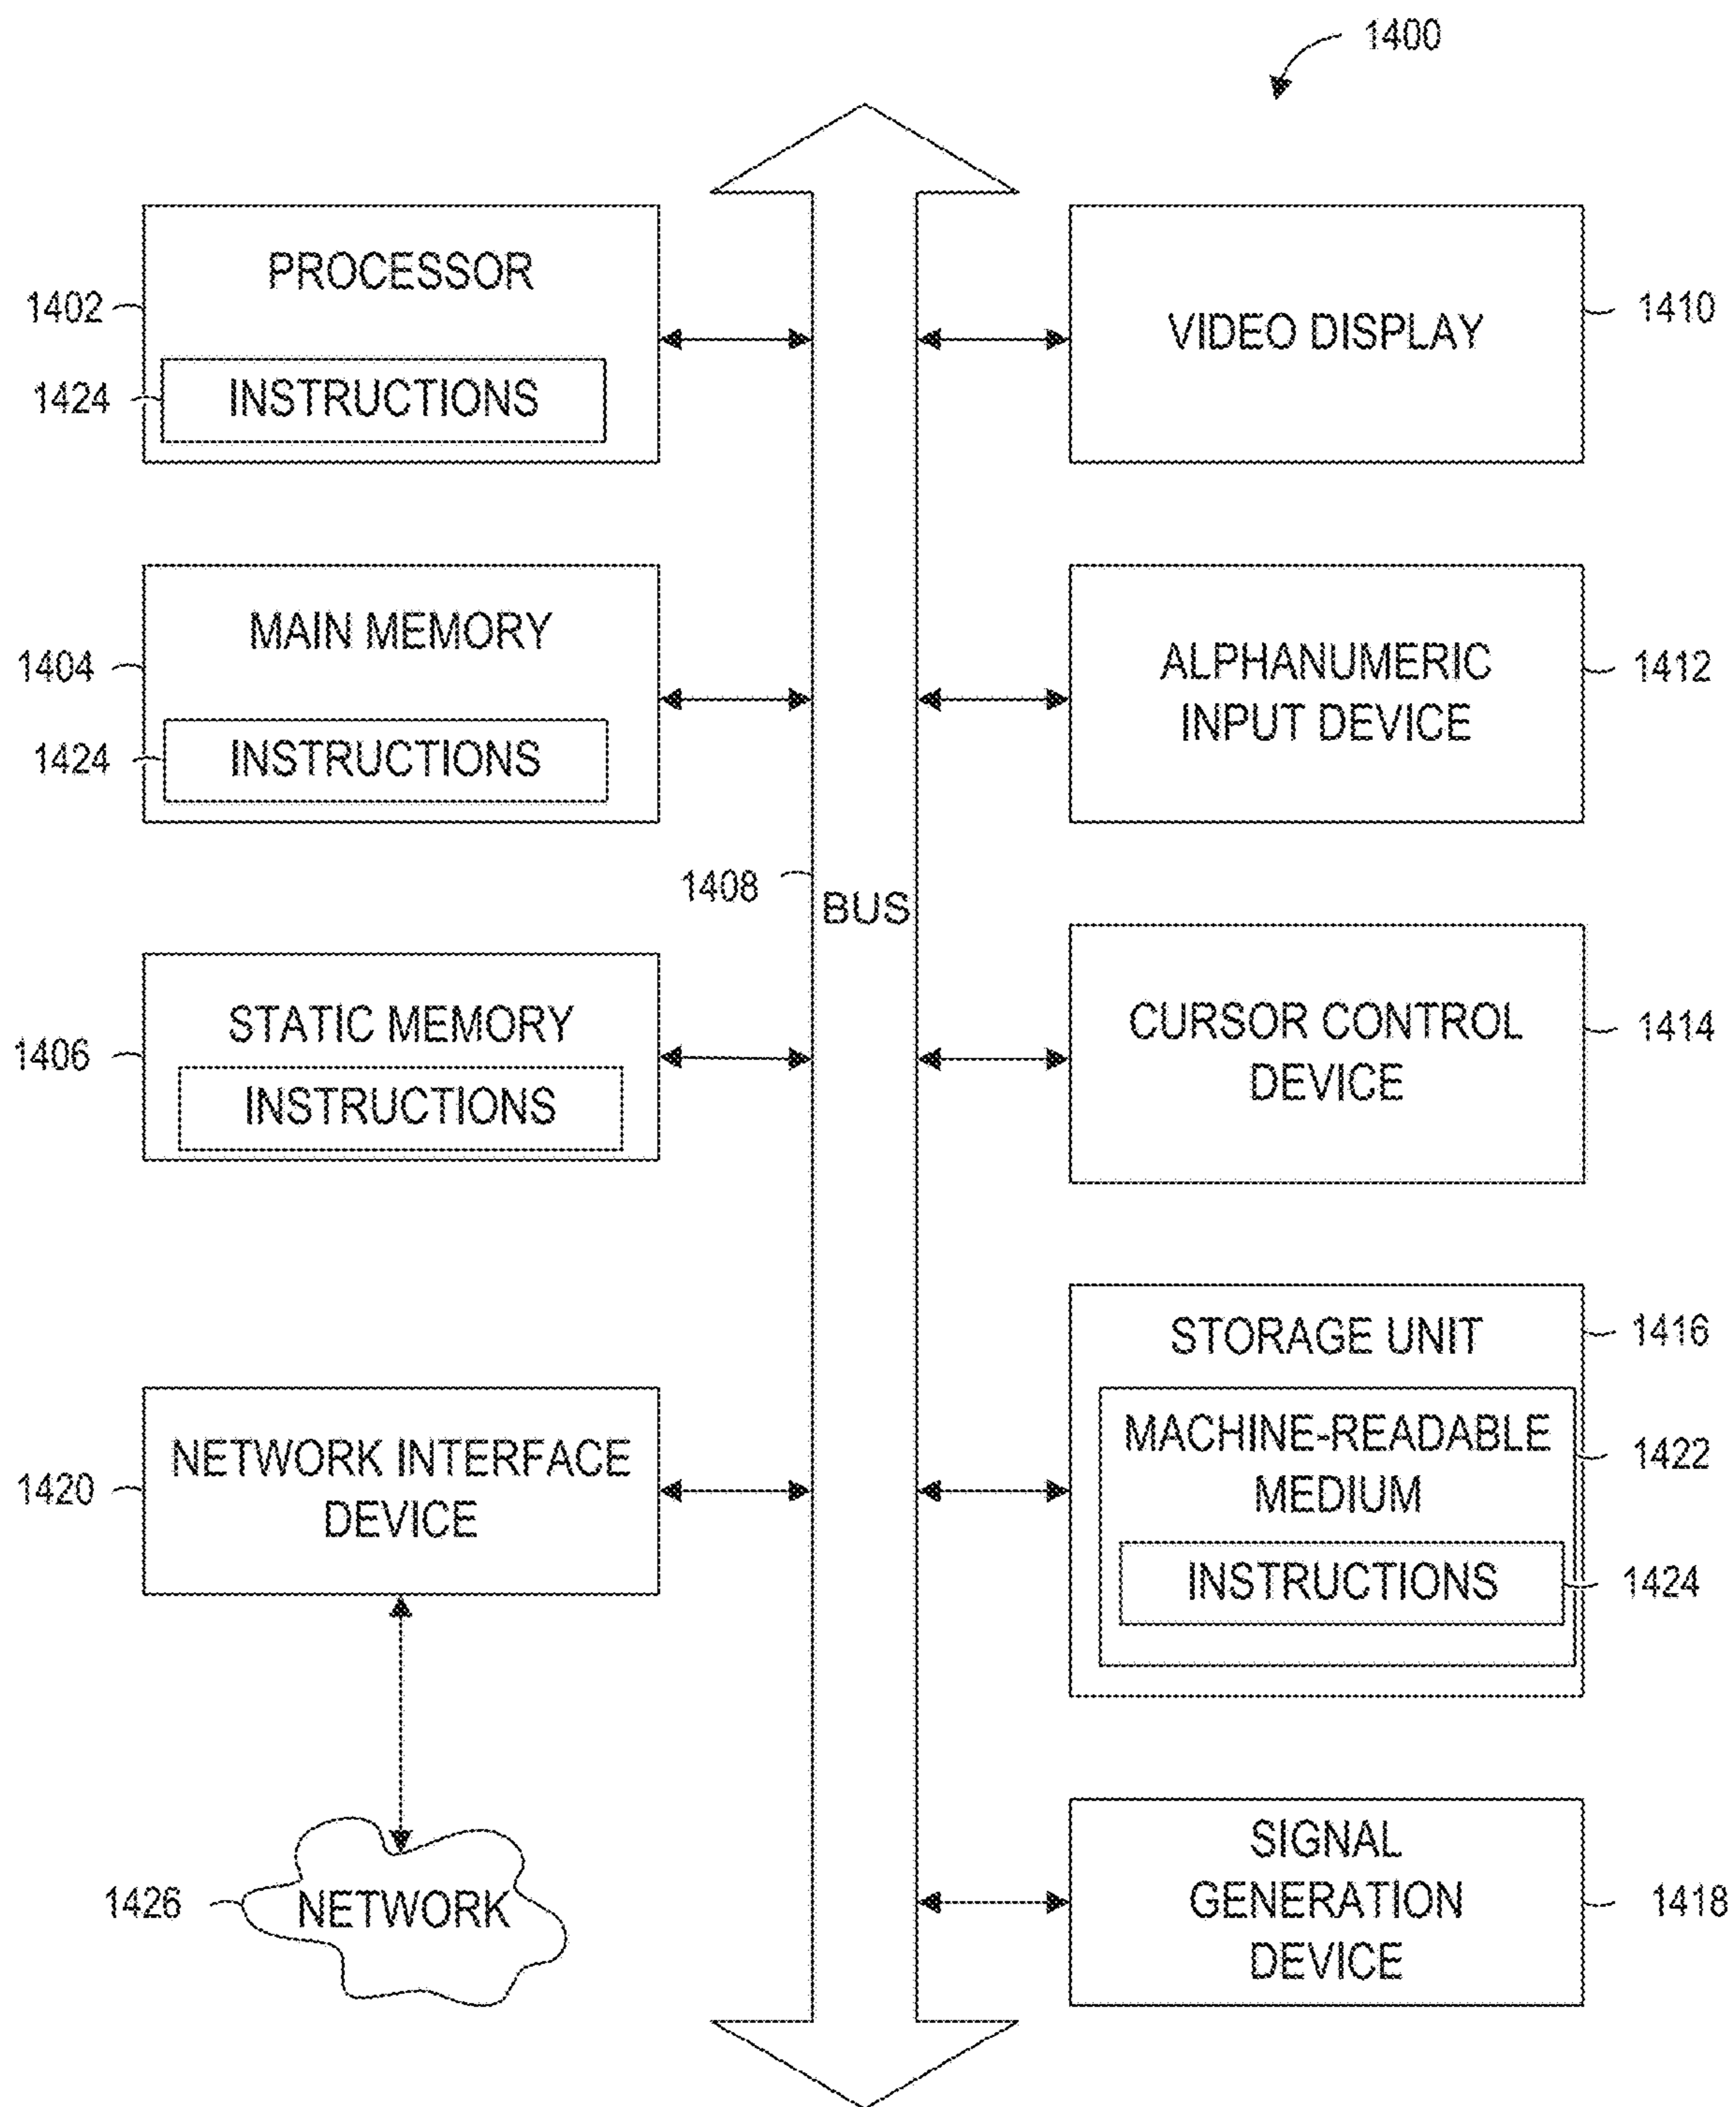 1400
PROCESSOR
1402
INSTRUCTIONS
1424
MAIN MEMORY
1404
INSTRUCTIONS
1424
1408
BUS
STATIC MEMORY
1406
INSTRUCTIONS
NETWORK INTERFACE
DEVICE
1420
NETWORK
1426
VIDEO DISPLAY
1410
ALPHANUMERIC
INPUT DEVICE
1412
CURSOR CONTROL
DEVICE
1414
STORAGE UNIT
1416
MACHINE-READABLE
MEDIUM
1422
INSTRUCTIONS
1424
SIGNAL
GENERATION
DEVICE
1418